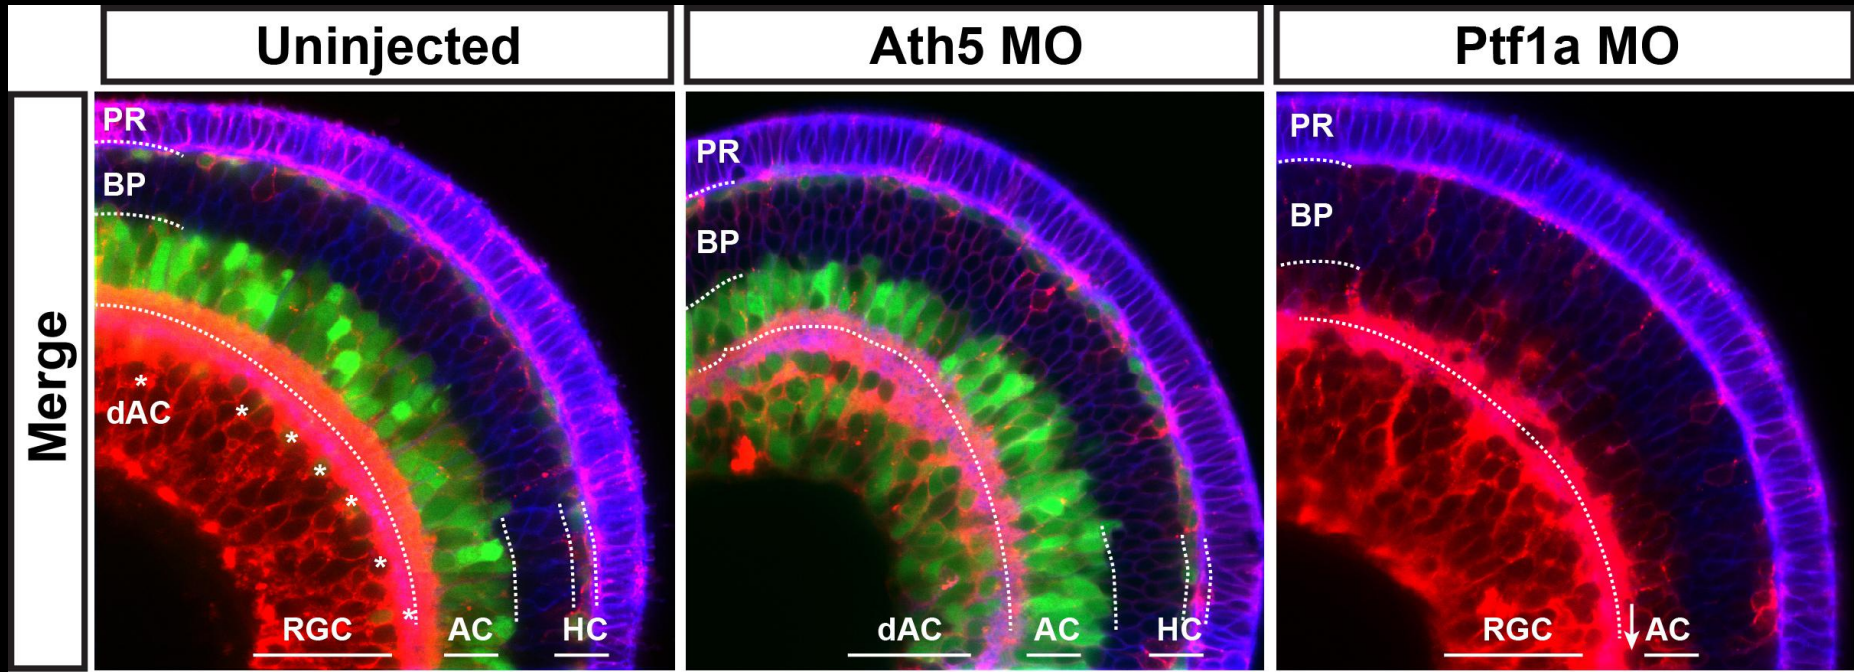 Uninjected
Ath5 MO
Ptf1a MO
Merge
PR
BP
*
dAC
*
*
*
*
*
*
RGC
AC
HC
PR
BP
dAC
AC
HC
PR
BP
RGC
AC